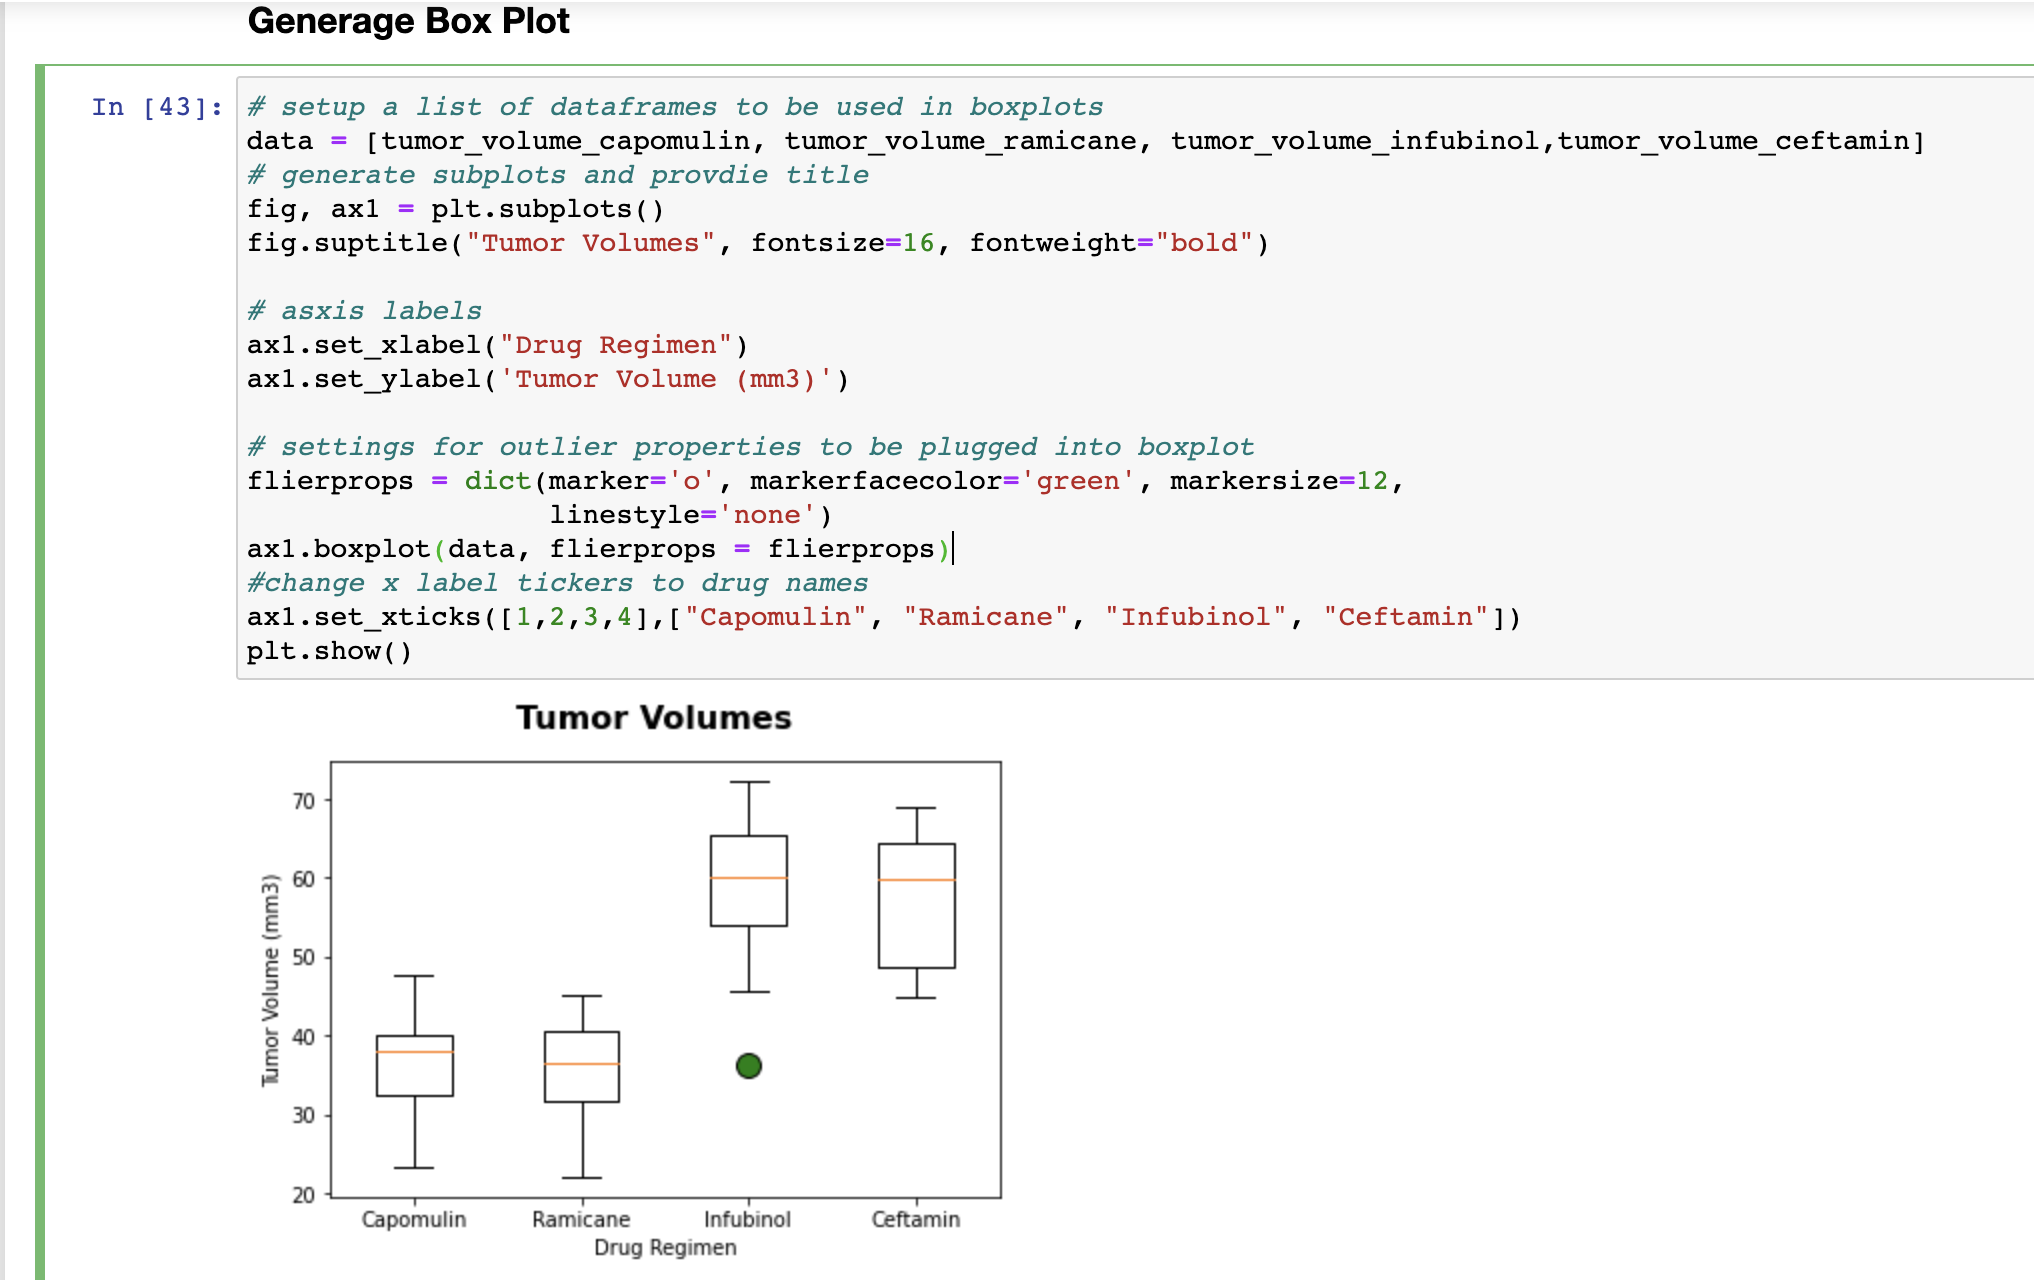 Generage Box Plot
In [43]:
# setup a list of dataframes to be used in boxplots
data = [tumor_volume_capomulin, tumor_volume_ramicane, tumor_volume_infubinol,tumor_volume_ceftamin]
# generate subplots and provdie title
fig, ax1 = plt.subplots()
fig.suptitle("Tumor Volumes", fontsize=16, fontweight="bold")
# asxis labels
ax1.set_xlabel("Drug Regimen")
ax1.set_ylabel('Tumor Volume (mm3)')
# settings for outlier properties to be plugged into boxplot
flierprops = dict(marker='o', markerfacecolor='green', markersize=12,
linestyle='none')
ax1.boxplot(data, flierprops = flierprops)
#change x label tickers to drug names
ax1.set_xticks([1,2,3,4],["Capomulin", "Ramicane", "Infubinol", "Ceftamin"])
plt.show()
Tumor Volumes
Tumor Volume (mm3)
70
60
50
40
30
20
Capomulin Ramicane Infubinol Ceftamin
Drug Regimen